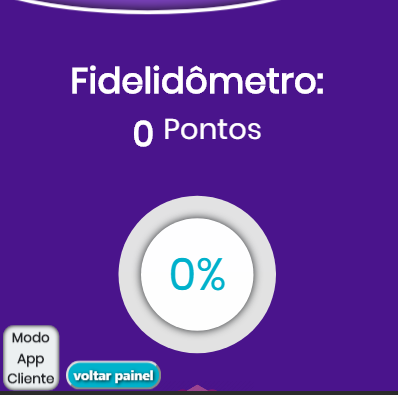 Fidelidômetro:
0 Pontos
0%
Modo
App
Cliente
voltar painel